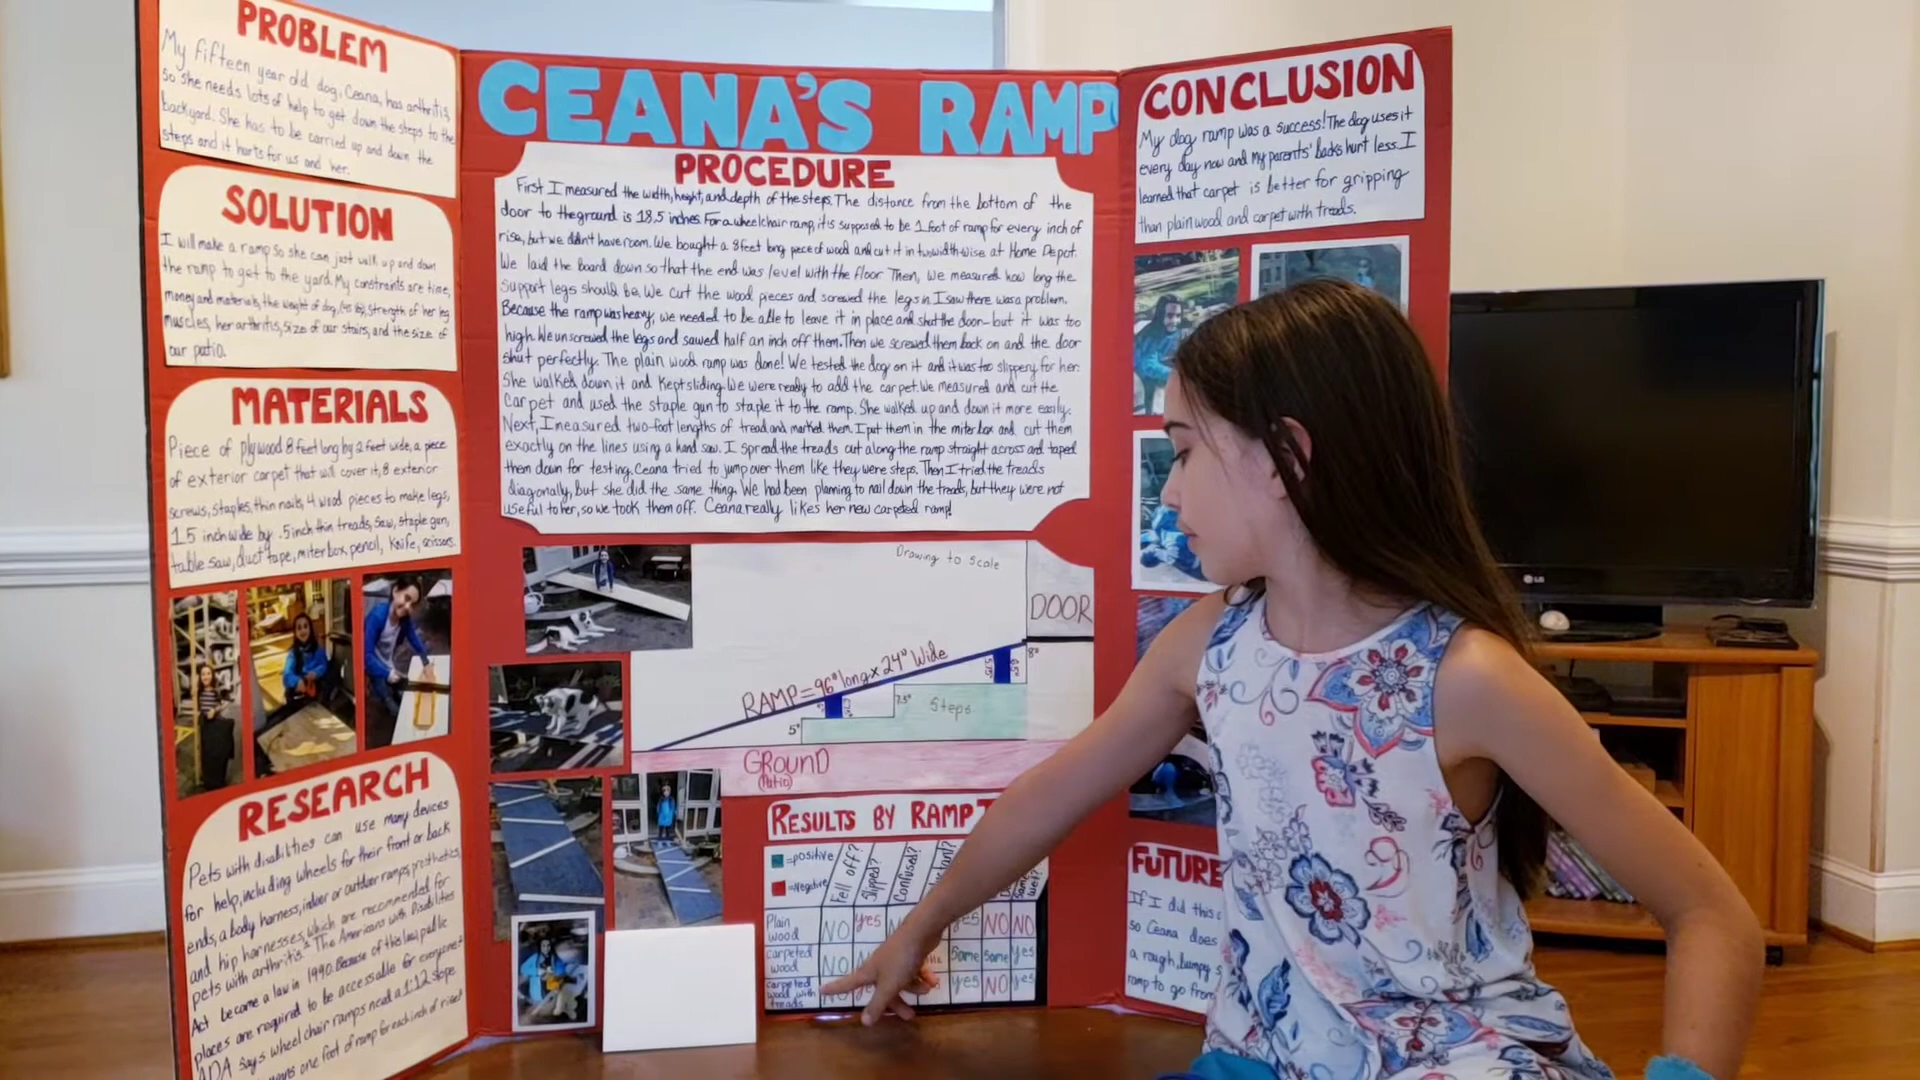 PROBLEM
My fifteen year old dog, Ceana, has arthritis,
so she needs lots of help to get down the steps to the
backyard. She has to be carried up and down the
steps and it hurts for us and her.
SOLUTION
I will make a ramp so she can just walk up and down
the ramp to get to the yard. My constraints are time,
money and materials, the weight of dog, strength of her leg
muscles, her arthritis, size of our stairs, and the size of
our patio.
MATERIALS
Piece of plywood 8 feet long by 2 feet wide, a piece
of exterior carpet that will cover it, 8 exterior
screws, staples, thin nails, 4 wood pieces to make legs,
1.5 inch wide by .5 inch thin treads, saw, staple gun,
table saw, duct tape, miter box, pencil, knife, scissors.
RESEARCH
Pets with disabilities can use many devices
for help, including wheels for their front or back
ends, a body harness, indoor or outdoor ramps, prosthetics,
and hip harnesses, which are recommended for
pets with arthritis. The Americans with Disabilities
Act became a law in 1990. Because of this law, public
places are required to be accessable for everyone.
ADA says wheel chair ramps need a 1:12 slope.
means one foot of ramp for each inch of rise!
CEANA'S RAMP
PROCEDURE
First I measured the width, height, and depth of the steps. The distance from the bottom of the
door to the ground is 18.5 inches. For a wheelchair ramp, it is supposed to be 1 foot of ramp for every inch of
rise, but we didn't have room. We bought a 8 feet long piece of wood and cut it in two width-wise at Home Depot.
We laid the board down so that the end was level with the floor. Then, we measured how long the
support legs should be. We cut the wood pieces and screwed the legs in. I saw there was a problem.
Because the ramp was heavy, we needed to be able to leave it in place and shut the door-but it was too
high. We unscrewed the legs and sawed half an inch off them. Then we screwed them back on and the door
shut perfectly. The plain wood ramp was done! We tested the dog on it and it was too slippery for her.
She walked down it and kept sliding. We were ready to add the carpet. We measured and cut the
carpet and used the staple gun to staple it to the ramp. She walked up and down it more easily.
Next, I measured two-foot lengths of tread and marked them. I put them in the miter box and cut them
exactly on the lines using a hand saw. I spread the treads out along the ramp straight across and taped
them down for testing. Ceana tried to jump over them like they were steps. Then I tried the treads
diagonally, but she did the same thing. We had been planning to nail down the treads, but they were not
useful to her, so we took them off. Ceana really likes her new carpeted ramp!
Drawing to scale
DOOR
RAMP=96" long x 24" Wide
8"
7.5"
Steps
5"
GROUND
(Patio)
RESULTS BY RAMP
=positive
=Negative
Fell off?
Slipped?
Confused?
wet?
Plain wood NO yes yes NO NO
carpeted wood NO Some Some yes
carpeted wood with treads NO yes NO yes
CONCLUSION
My dog ramp was a success! The dog uses it
every day now and my parents' backs hurt less. I
learned that carpet is better for gripping
than plain wood and carpet with treads.
FUTURE
If I did this
so Ceana does
a rough, bumpy
ramp to go from
LG